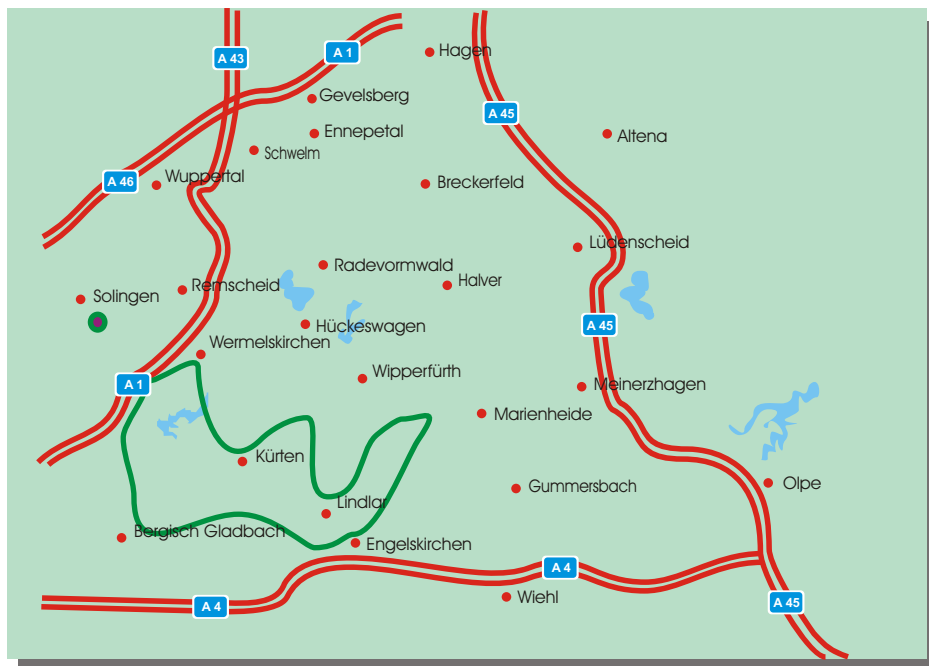 Hagen
A 1
A 43
Gevelsberg
A 45
Ennepetal
Altena
Schwelm
Wuppertal
A 46
Breckerfeld
Lüdenscheid
Radevormwald
Halver
Remscheid
Solingen
Hückeswagen
A 45
Wermelskirchen
Wipperfürth
A 1
Meinerzhagen
Marienheide
Kürten
Olpe
Gummersbach
Lindlar
Bergisch Gladbach
Engelskirchen
A 4
Wiehl
A 45
A 4